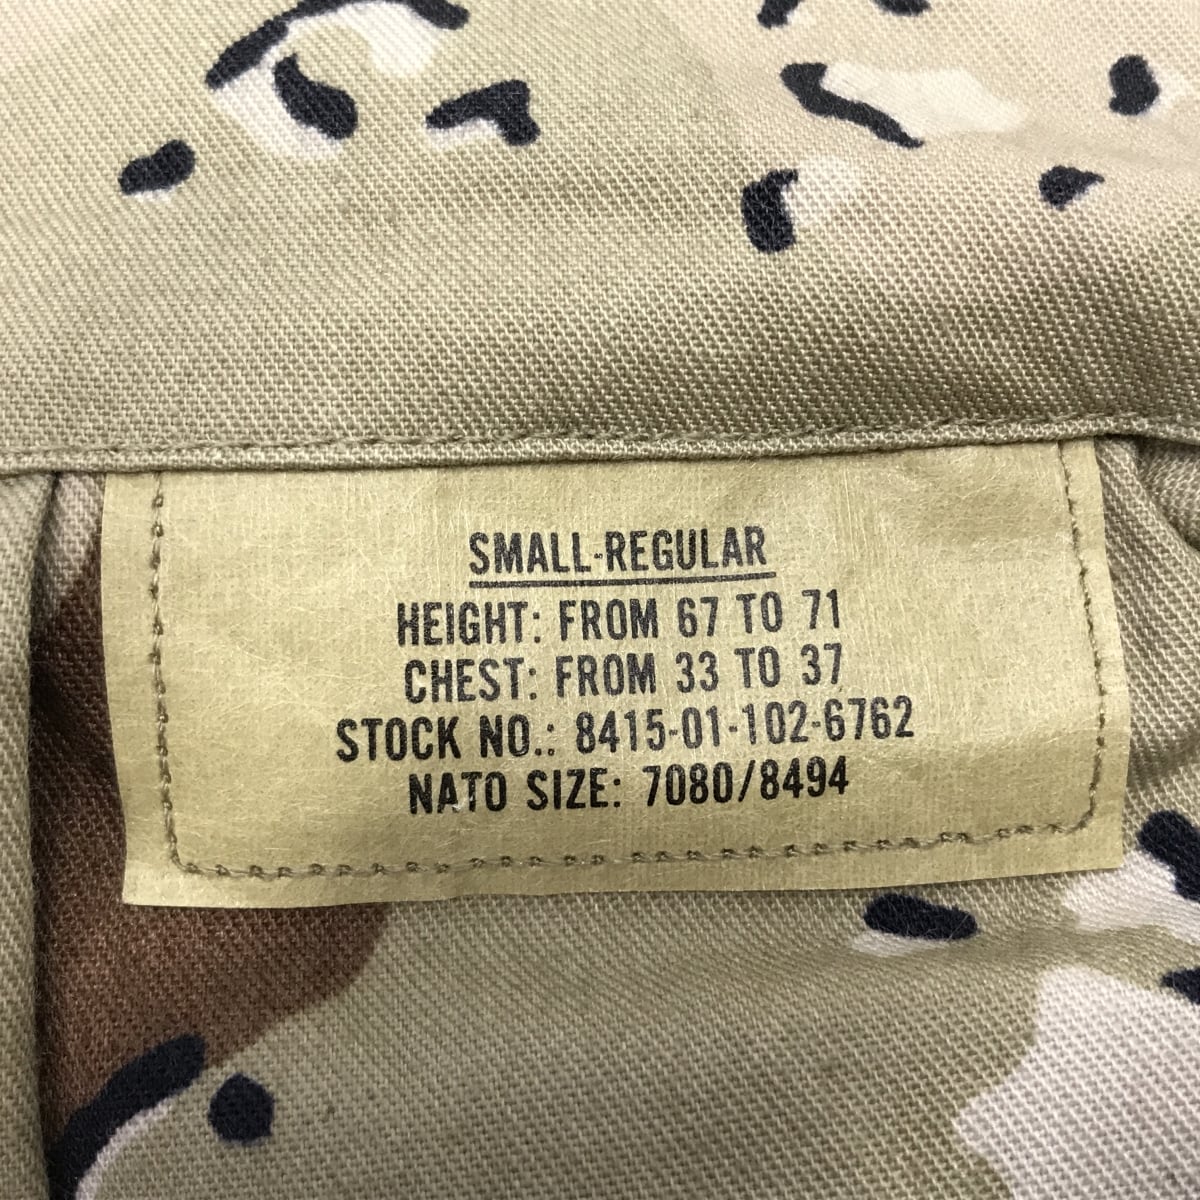 SMALL-REGULAR
HEIGHT: FROM 67 TO 71
CHEST: FROM 33 TO 37
STOCK NO.: 8415-01-102-6762
NATO SIZE: 7080/8494